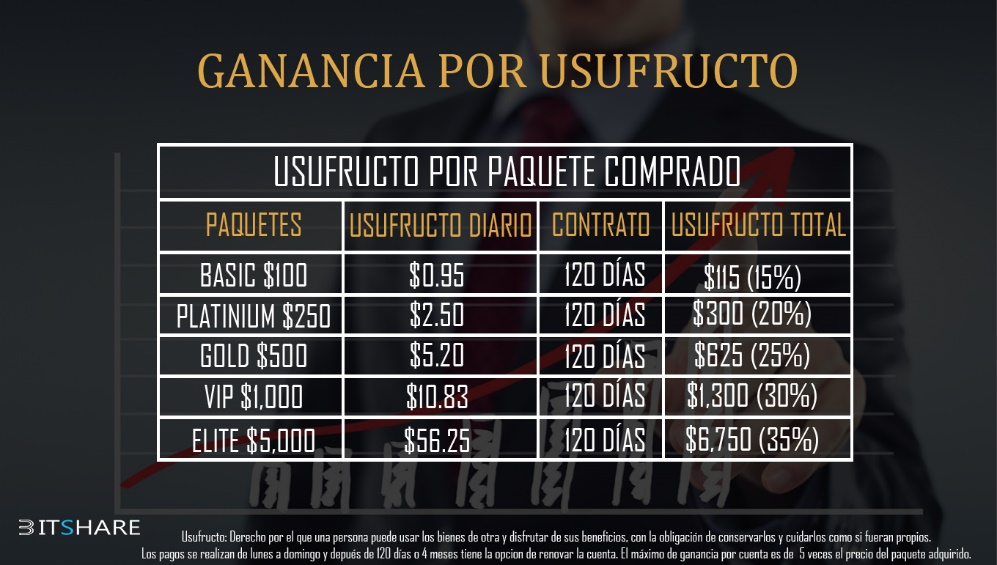 GANANCIA POR USUFRUCTO
USUFRUCTO POR PAQUETE COMPRADO
PAQUETES USUFRUCTO DIARIO CONTRATO USUFRUCTO TOTAL
BASIC $100 $0.95 120 DÍAS $115 (15%)
PLATINIUM $250 $2.50 120 DÍAS $300 (20%)
GOLD $500 $5.20 120 DÍAS $625 (25%)
VIP $1,000 $10.83 120 DÍAS $1,300 (30%)
ELITE $5,000 $56.25 120 DÍAS $6,750 (35%)
BITSHARE
Usufructo: Derecho por el que una persona puede usar los bienes de otra y disfrutar de sus beneficios. con la obligación de conservarlos y cuidarlos como si fueran propios.
Los pagos se realizan de lunes a domingo y depués de 120 días o 4 meses tiene la opcion de renovar la cuenta. El máximo de ganancia por cuenta es de 5 veces el precio del paquete adquirido.